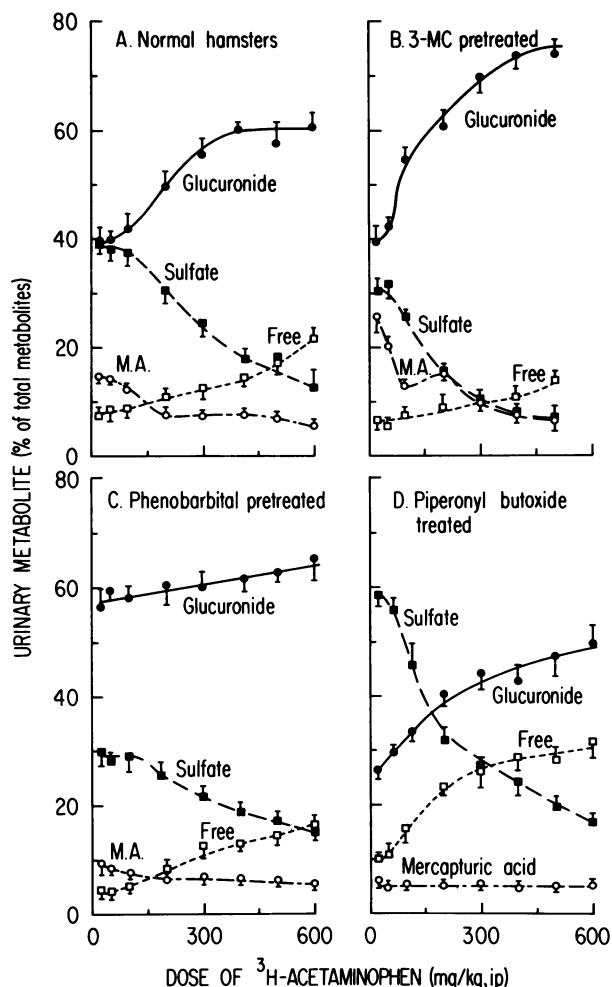 80
A. Normal hamsters
B. 3-MC pretreated
60
Glucuronide
Glucuronide
40
Sulfate
Sulfate
20
M.A.
Free
M.A.
Free
0
URINARY METABOLITE (% of total metabolites)
80
C. Phenobarbital pretreated
D. Piperonyl butoxide
treated
60
Glucuronide
Sulfate
40
Glucuronide
Sulfate
Free
20
M.A.
Free
Mercapturic acid
0
0 300 600
0 300 600
DOSE OF ³H-ACETAMINOPHEN (mg/kg,ip)